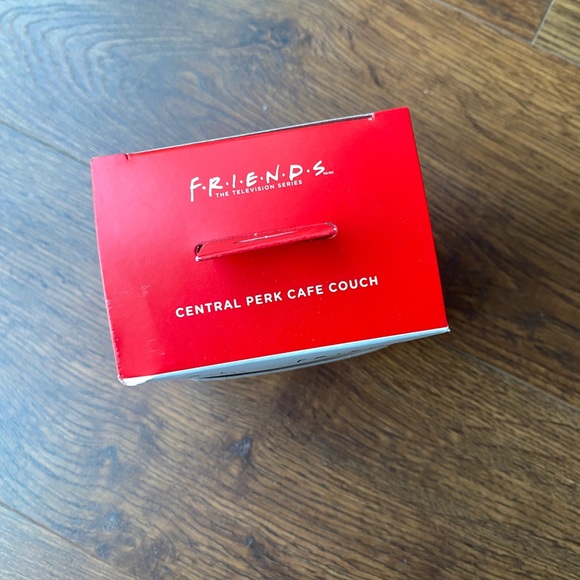 F·R·I·E·N·D·S
THE TELEVISION SERIES
CENTRAL PERK CAFE COUCH